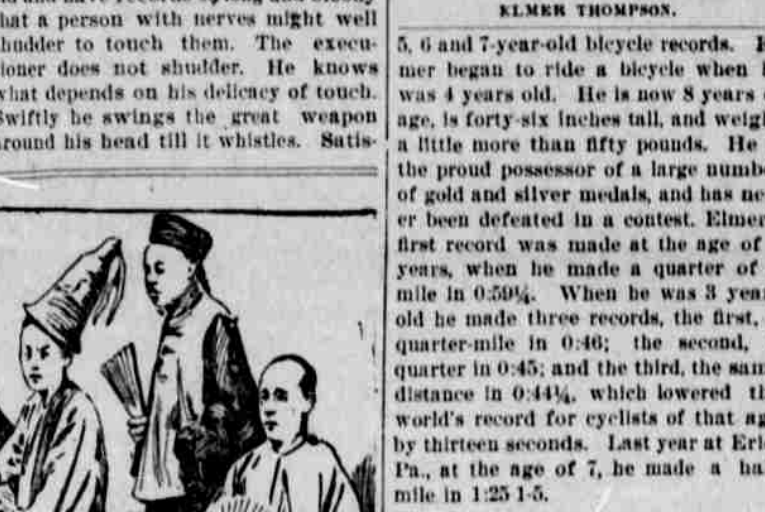 that a person with nerves might well
shudder to touch them. The execu-
tioner does not shudder. He knows
what depends on his delicacy of touch.
Swiftly he swings the great weapon
around his head till it whistles. Satis-
ELMER THOMPSON.
5, 6 and 7-year-old bicycle records.
mer began to ride a bicycle when
was 4 years old. He is now 8 years
age, is forty-six inches tall, and weigh
a little more than fifty pounds. He
the proud possessor of a large numbe
of gold and silver medals, and has nev
er been defeated in a contest. Elmer
first record was made at the age of
years, when he made a quarter of
mile in 0:59¼. When he was 3 year
old he made three records, the first,
quarter-mile in 0:46; the second,
quarter in 0:45; and the third, the sam
distance in 0:44¼, which lowered th
world's record for cyclists of that ag
by thirteen seconds. Last year at Erie
Pa., at the age of 7, he made a ha
mile in 1:25 1-5.